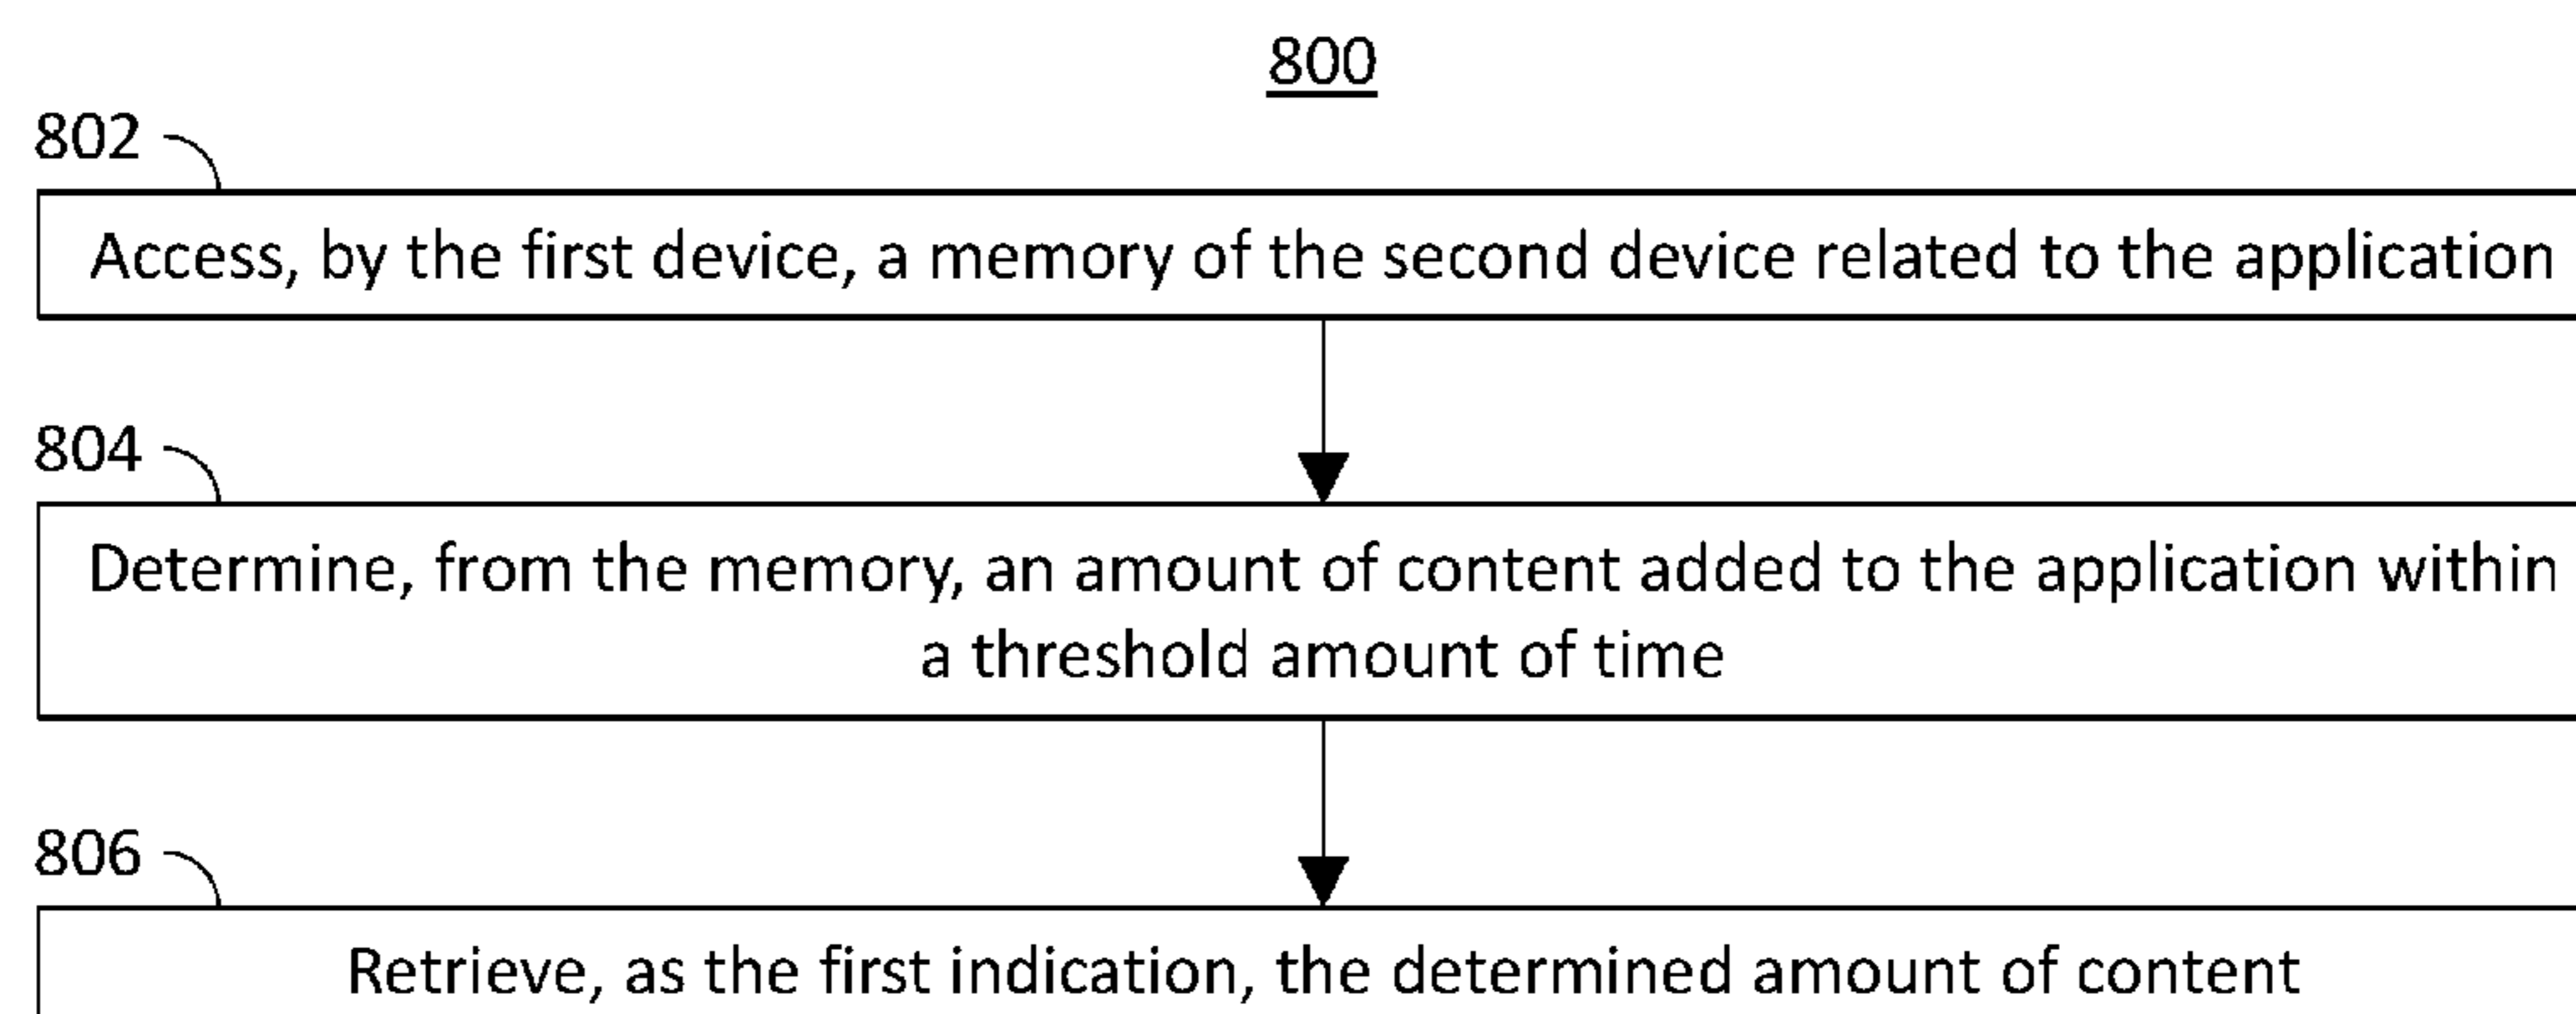 800
802
Access, by the first device, a memory of the second device related to the application
804
Determine, from the memory, an amount of content added to the application within
a threshold amount of time
806
Retrieve, as the first indication, the determined amount of content